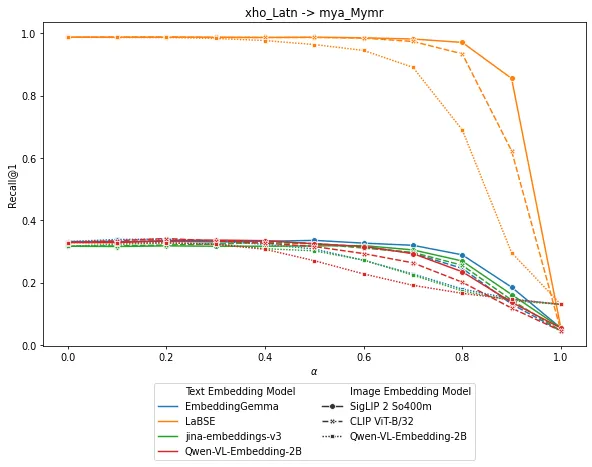 xho_Latn -> mya_Mymr
1.0
0.8
0.6
0.4
0.2
0.0
Recall@1
0.0 0.2 0.4 0.6 0.8 1.0
α
Text Embedding Model Image Embedding Model
EmbeddingGemma SigLIP 2 So400m
LaBSE CLIP ViT-B/32
jina-embeddings-v3 Qwen-VL-Embedding-2B
Qwen-VL-Embedding-2B